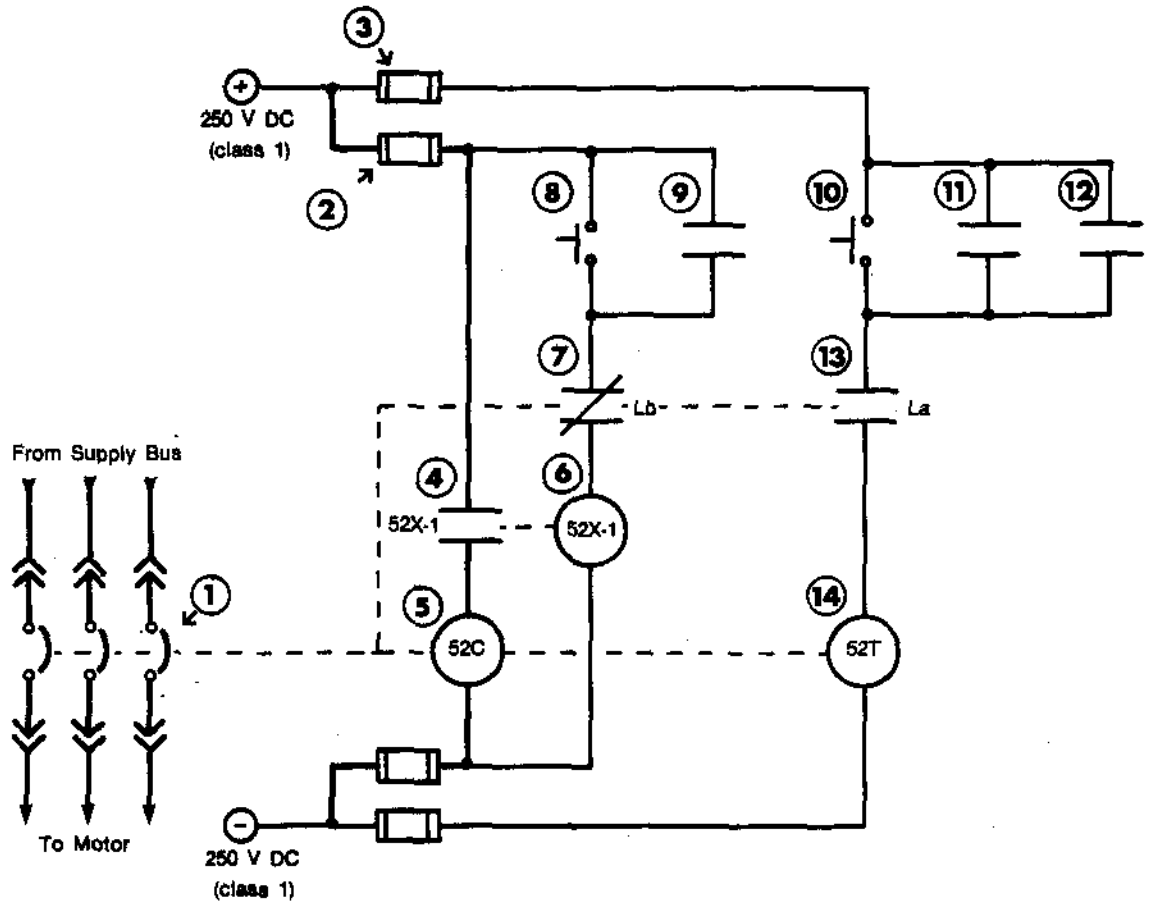 3
+
250 V DC
(class 1)
2
8
9
10
11
12
7
13
Lb
La
From Supply Bus
4
6
52X-1
52X-1
1
5
14
52C
52T
To Motor
−
250 V DC
(class 1)